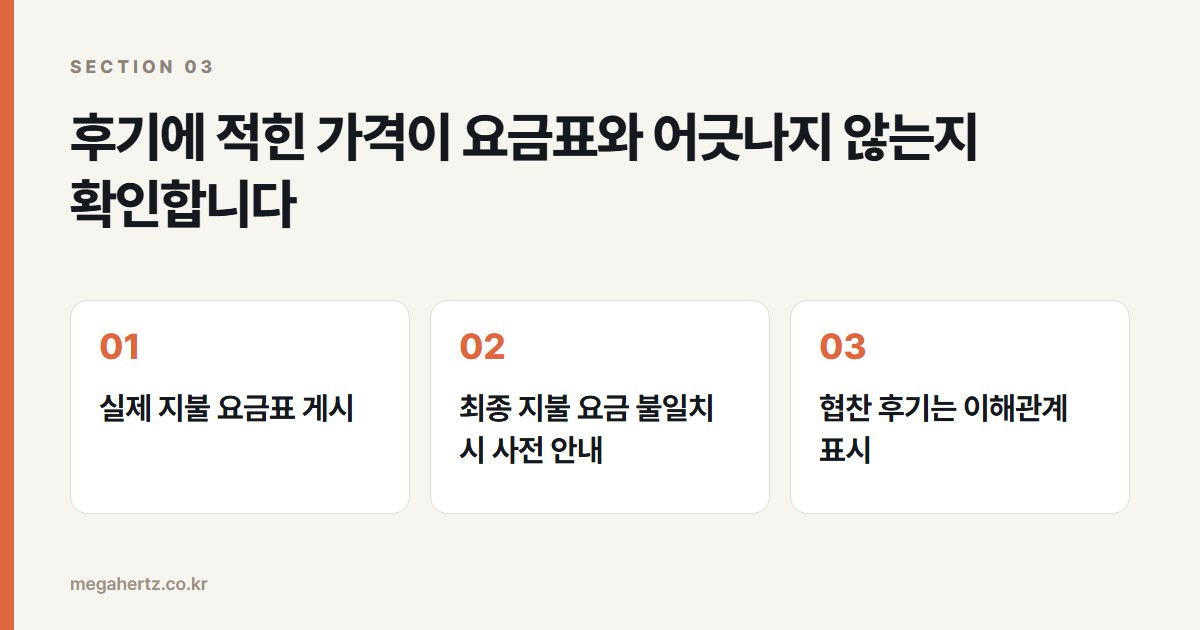 SECTION 03
후기에 적힌 가격이 요금표와 어긋나지 않는지
확인합니다
01
실제 지불 요금표 게시
02
최종 지불 요금 불일치
시 사전 안내
03
협찬 후기는 이해관계
표시
megahertz.co.kr